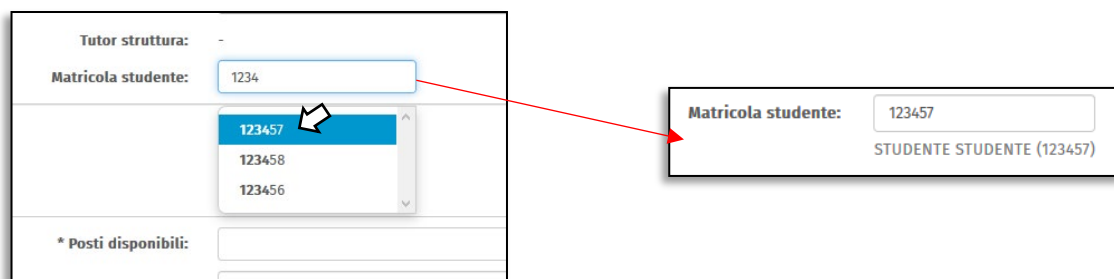 Tutor struttura: -
Matricola studente: 1234
123457
123458
123456
* Posti disponibili:
Matricola studente: 123457
STUDENTE STUDENTE (123457)